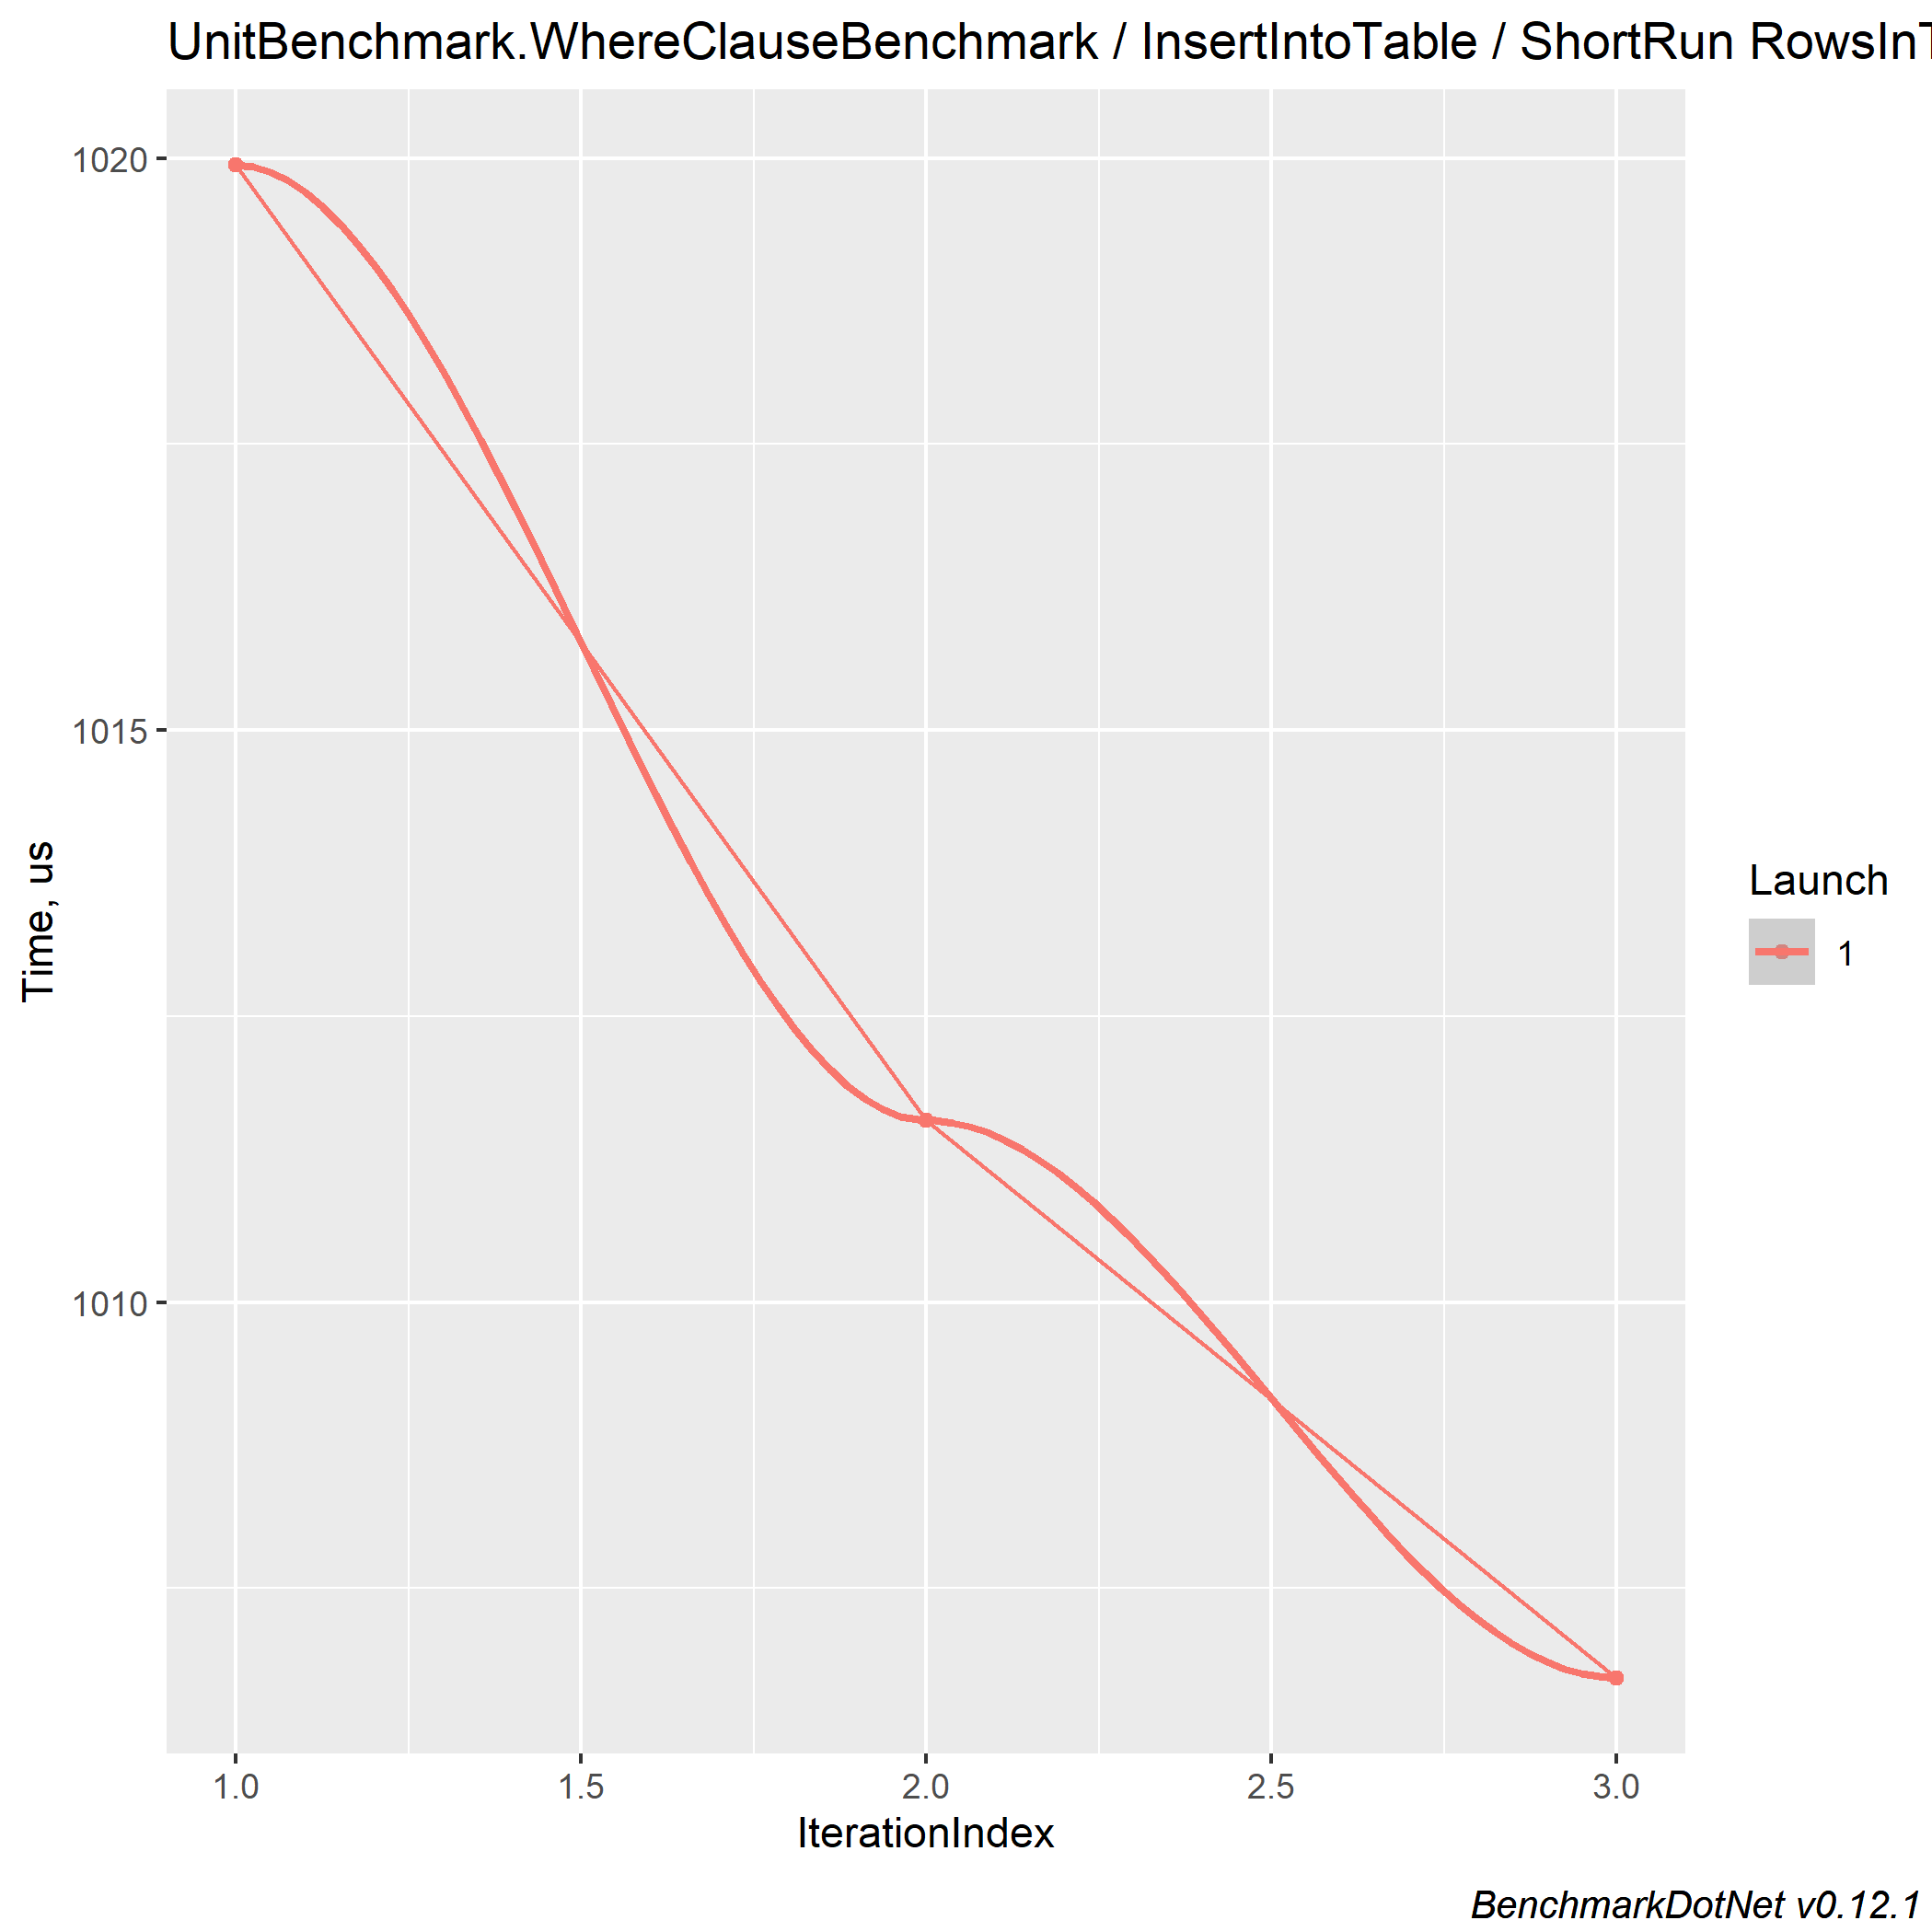 UnitBenchmark.WhereClauseBenchmark / InsertIntoTable / ShortRun RowsInT
1020
1015
1010
Time, us
1.0 1.5 2.0 2.5 3.0
IterationIndex
Launch
1
BenchmarkDotNet v0.12.1